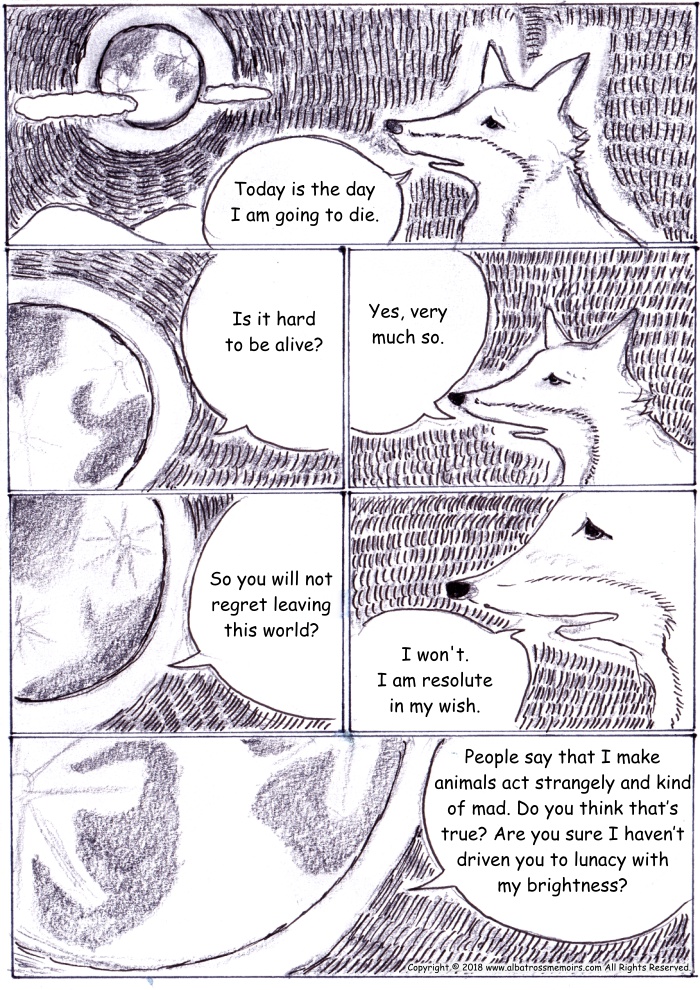 Today is the day
I am going to die.
Is it hard
to be alive?
Yes, very
much so.
So you will not
regret leaving
this world?
I won't.
I am resolute
in my wish.
People say that I make
animals act strangely and kind
of mad. Do you think that's
true? Are you sure I haven't
driven you to lunacy with
my brightness?
Copyright © 2018 www.albatrossmemoirs.com All Rights Reserved.